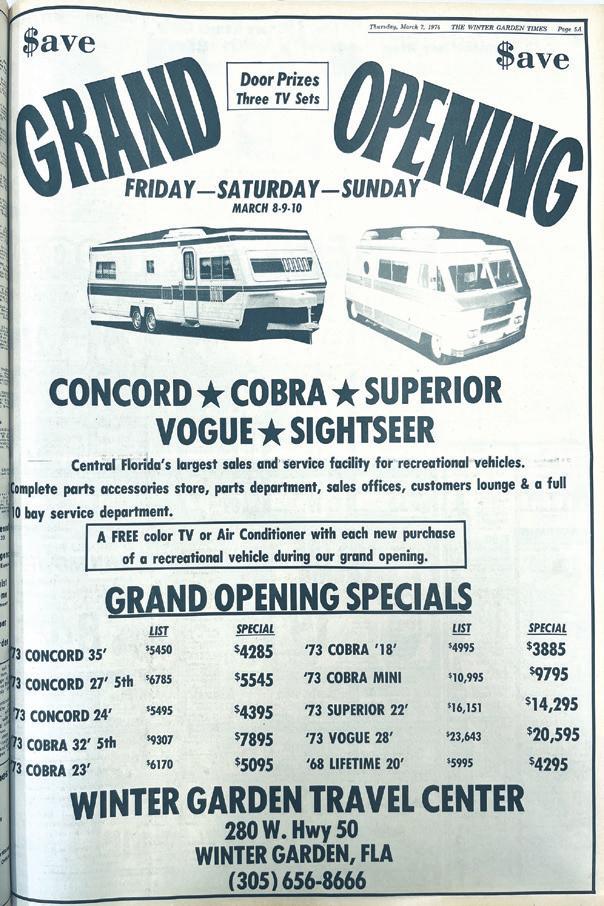 Thursday, March 7, 1974 THE WINTER GARDEN TIMES Page 5A
$ave
$ave
Door Prizes
Three TV Sets
GRAND OPENING
FRIDAY—SATURDAY—SUNDAY
MARCH 8-9-10
CONCORD ★ COBRA ★ SUPERIOR
VOGUE ★ SIGHTSEER
Central Florida's largest sales and service facility for recreational vehicles.
Complete parts accessories store, parts department, sales offices, customers lounge & a full
10 bay service department.
A FREE color TV or Air Conditioner with each new purchase
of a recreational vehicle during our grand opening.
GRAND OPENING SPECIALS
LIST SPECIAL LIST SPECIAL
'73 CONCORD 35' $5450 $4285 '73 COBRA '18' $4995 $3885
'73 CONCORD 27' 5th $6785 $5545 '73 COBRA MINI $10,995 $9795
'73 CONCORD 24' $5495 $4395 '73 SUPERIOR 22' $16,151 $14,295
'73 COBRA 32' 5th $9307 $7895 '73 VOGUE 28' $23,643 $20,595
'73 COBRA 23' $6170 $5095 '68 LIFETIME 20' $5995 $4295
WINTER GARDEN TRAVEL CENTER
280 W. Hwy 50
WINTER GARDEN, FLA
(305) 656-8666